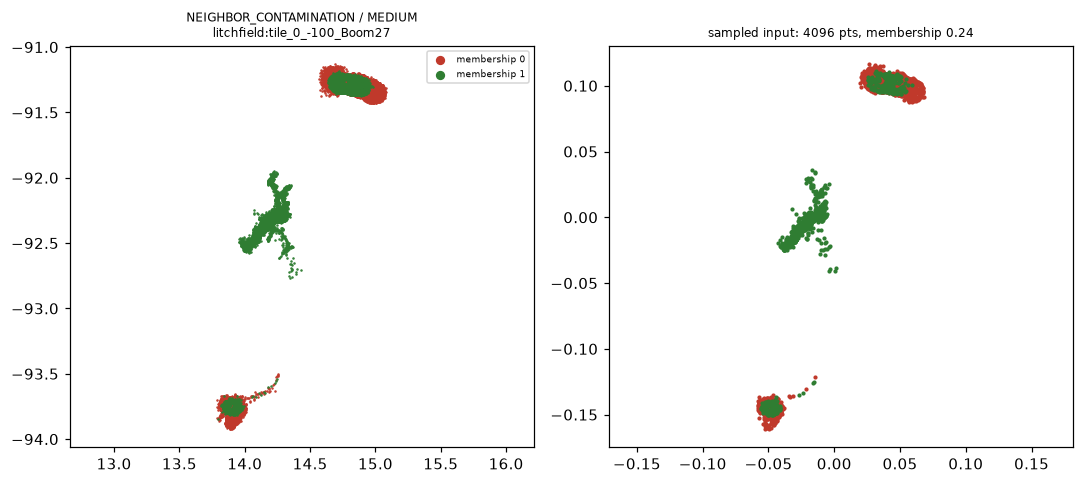 NEIGHBOR_CONTAMINATION / MEDIUM
litchfield:tile_0_-100_Boom27
membership 0
membership 1
−91.0
−91.5
−92.0
−92.5
−93.0
−93.5
−94.0
13.0 13.5 14.0 14.5 15.0 15.5 16.0
sampled input: 4096 pts, membership 0.24
0.10
0.05
0.00
−0.05
−0.10
−0.15
−0.15 −0.10 −0.05 0.00 0.05 0.10 0.15